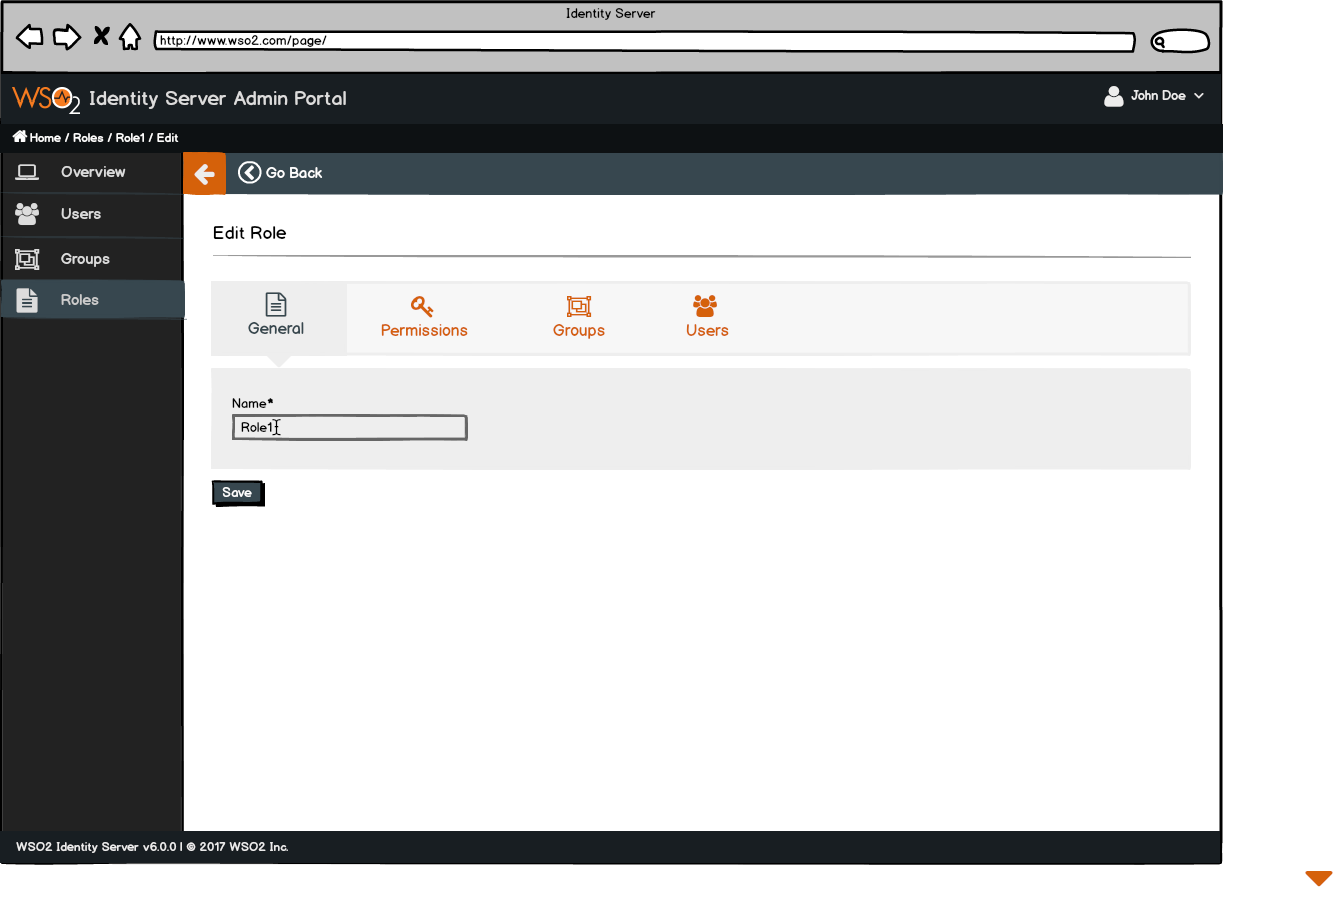 Identity Server
http://www.wso2.com/page/
WSO2 Identity Server Admin Portal
John Doe
Home / Roles / Role1 / Edit
Overview
Go Back
Users
Groups
Roles
Edit Role
General
Permissions
Groups
Users
Name*
Role1
Save
WSO2 Identity Server v6.0.0 | © 2017 WSO2 Inc.